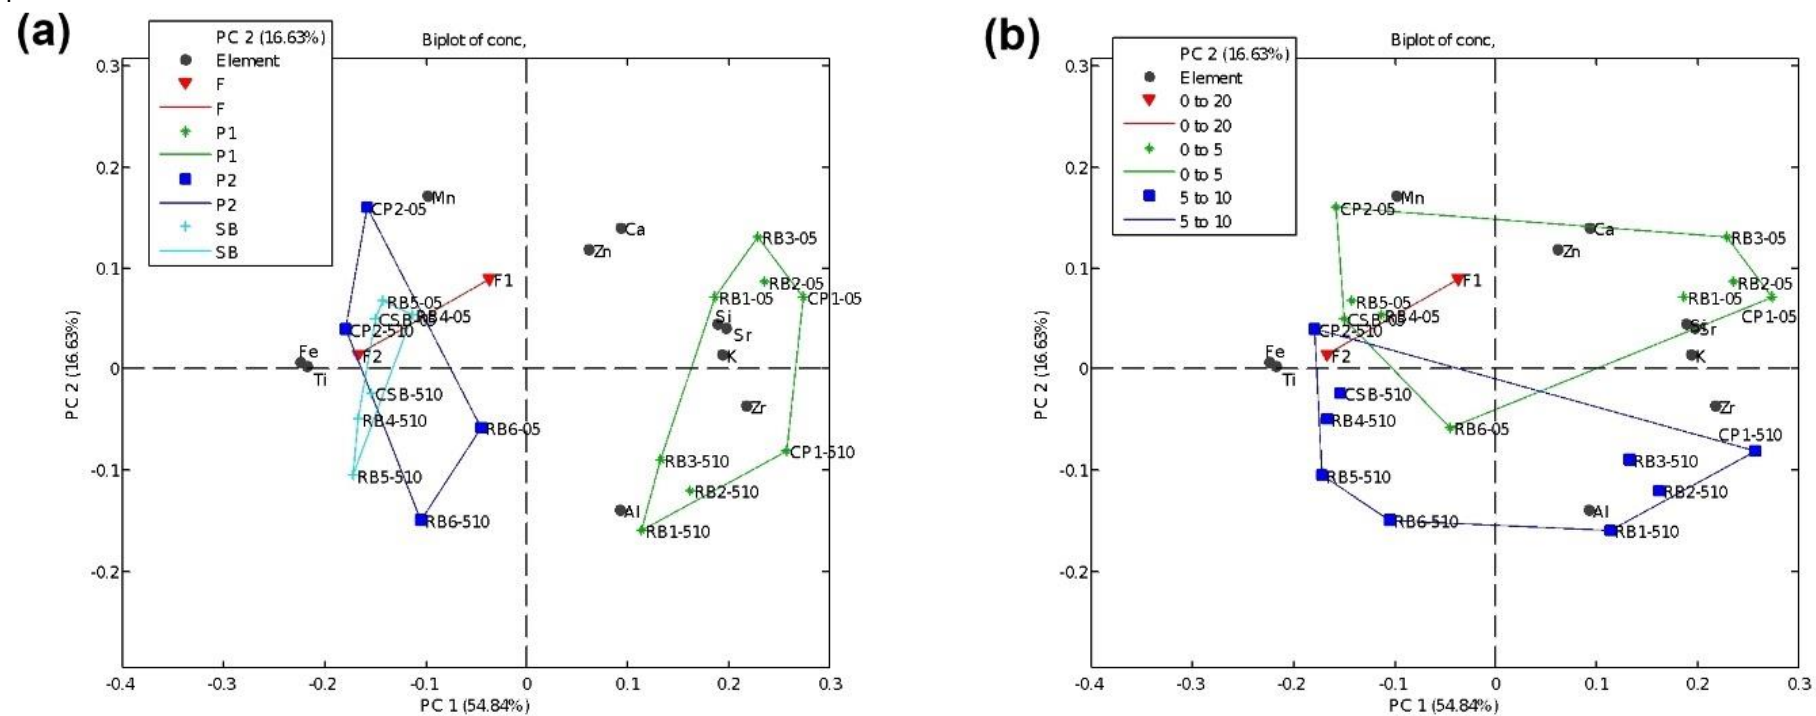 (a)
Biplot of conc,
PC 2 (16.63%)
Element
F
F
P1
P1
P2
P2
SB
SB
0.3
0.2
0.1
0
-0.1
-0.2
PC 2 (16.63%)
Mn
CP2-05
Ca
Zn
RB3-05
F1
RB2-05
RB5-05
RB1-05
CP1-05
CSB-05
RB4-05
Si
CP2-510
Sr
Fe
F2
K
Ti
CSB-510
Zr
RB4-510
RB6-05
CP1-510
RB3-510
RB5-510
RB2-510
Al
RB6-510
RB1-510
-0.4
-0.3
-0.2
-0.1
0
0.1
0.2
0.3
PC 1 (54.84%)
(b)
Biplot of conc,
PC 2 (16.63%)
Element
0 to 20
0 to 20
0 to 5
0 to 5
5 to 10
5 to 10
0.3
0.2
0.1
0
-0.1
-0.2
PC 2 (16.63%)
Mn
CP2-05
Ca
Zn
RB3-05
F1
RB2-05
RB5-05
RB1-05
CSB-05
RB4-05
CP1-05
CP2-510
Si
Sr
Fe
F2
K
Ti
CSB-510
Zr
RB4-510
RB6-05
CP1-510
RB3-510
RB5-510
RB2-510
Al
RB6-510
RB1-510
-0.4
-0.3
-0.2
-0.1
0
0.1
0.2
0.3
PC 1 (54.84%)